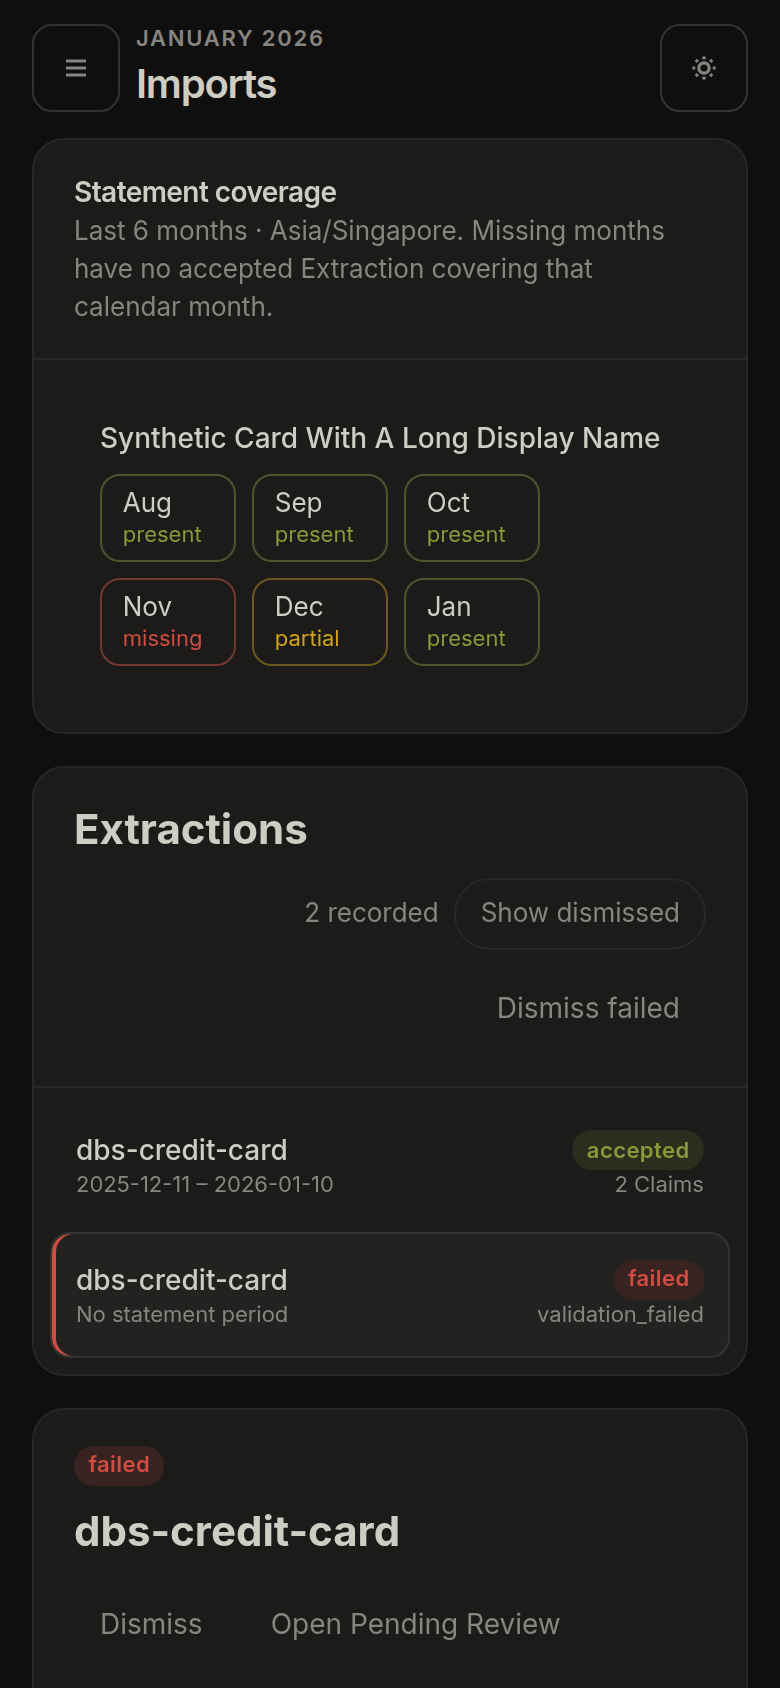 JANUARY 2026
Imports
Statement coverage
Last 6 months · Asia/Singapore. Missing months
have no accepted Extraction covering that
calendar month.
Synthetic Card With A Long Display Name
Aug
present
Sep
present
Oct
present
Nov
missing
Dec
partial
Jan
present
Extractions
2 recorded
Show dismissed
Dismiss failed
dbs-credit-card
accepted
2025-12-11 – 2026-01-10
2 Claims
dbs-credit-card
failed
No statement period
validation_failed
failed
dbs-credit-card
Dismiss
Open Pending Review